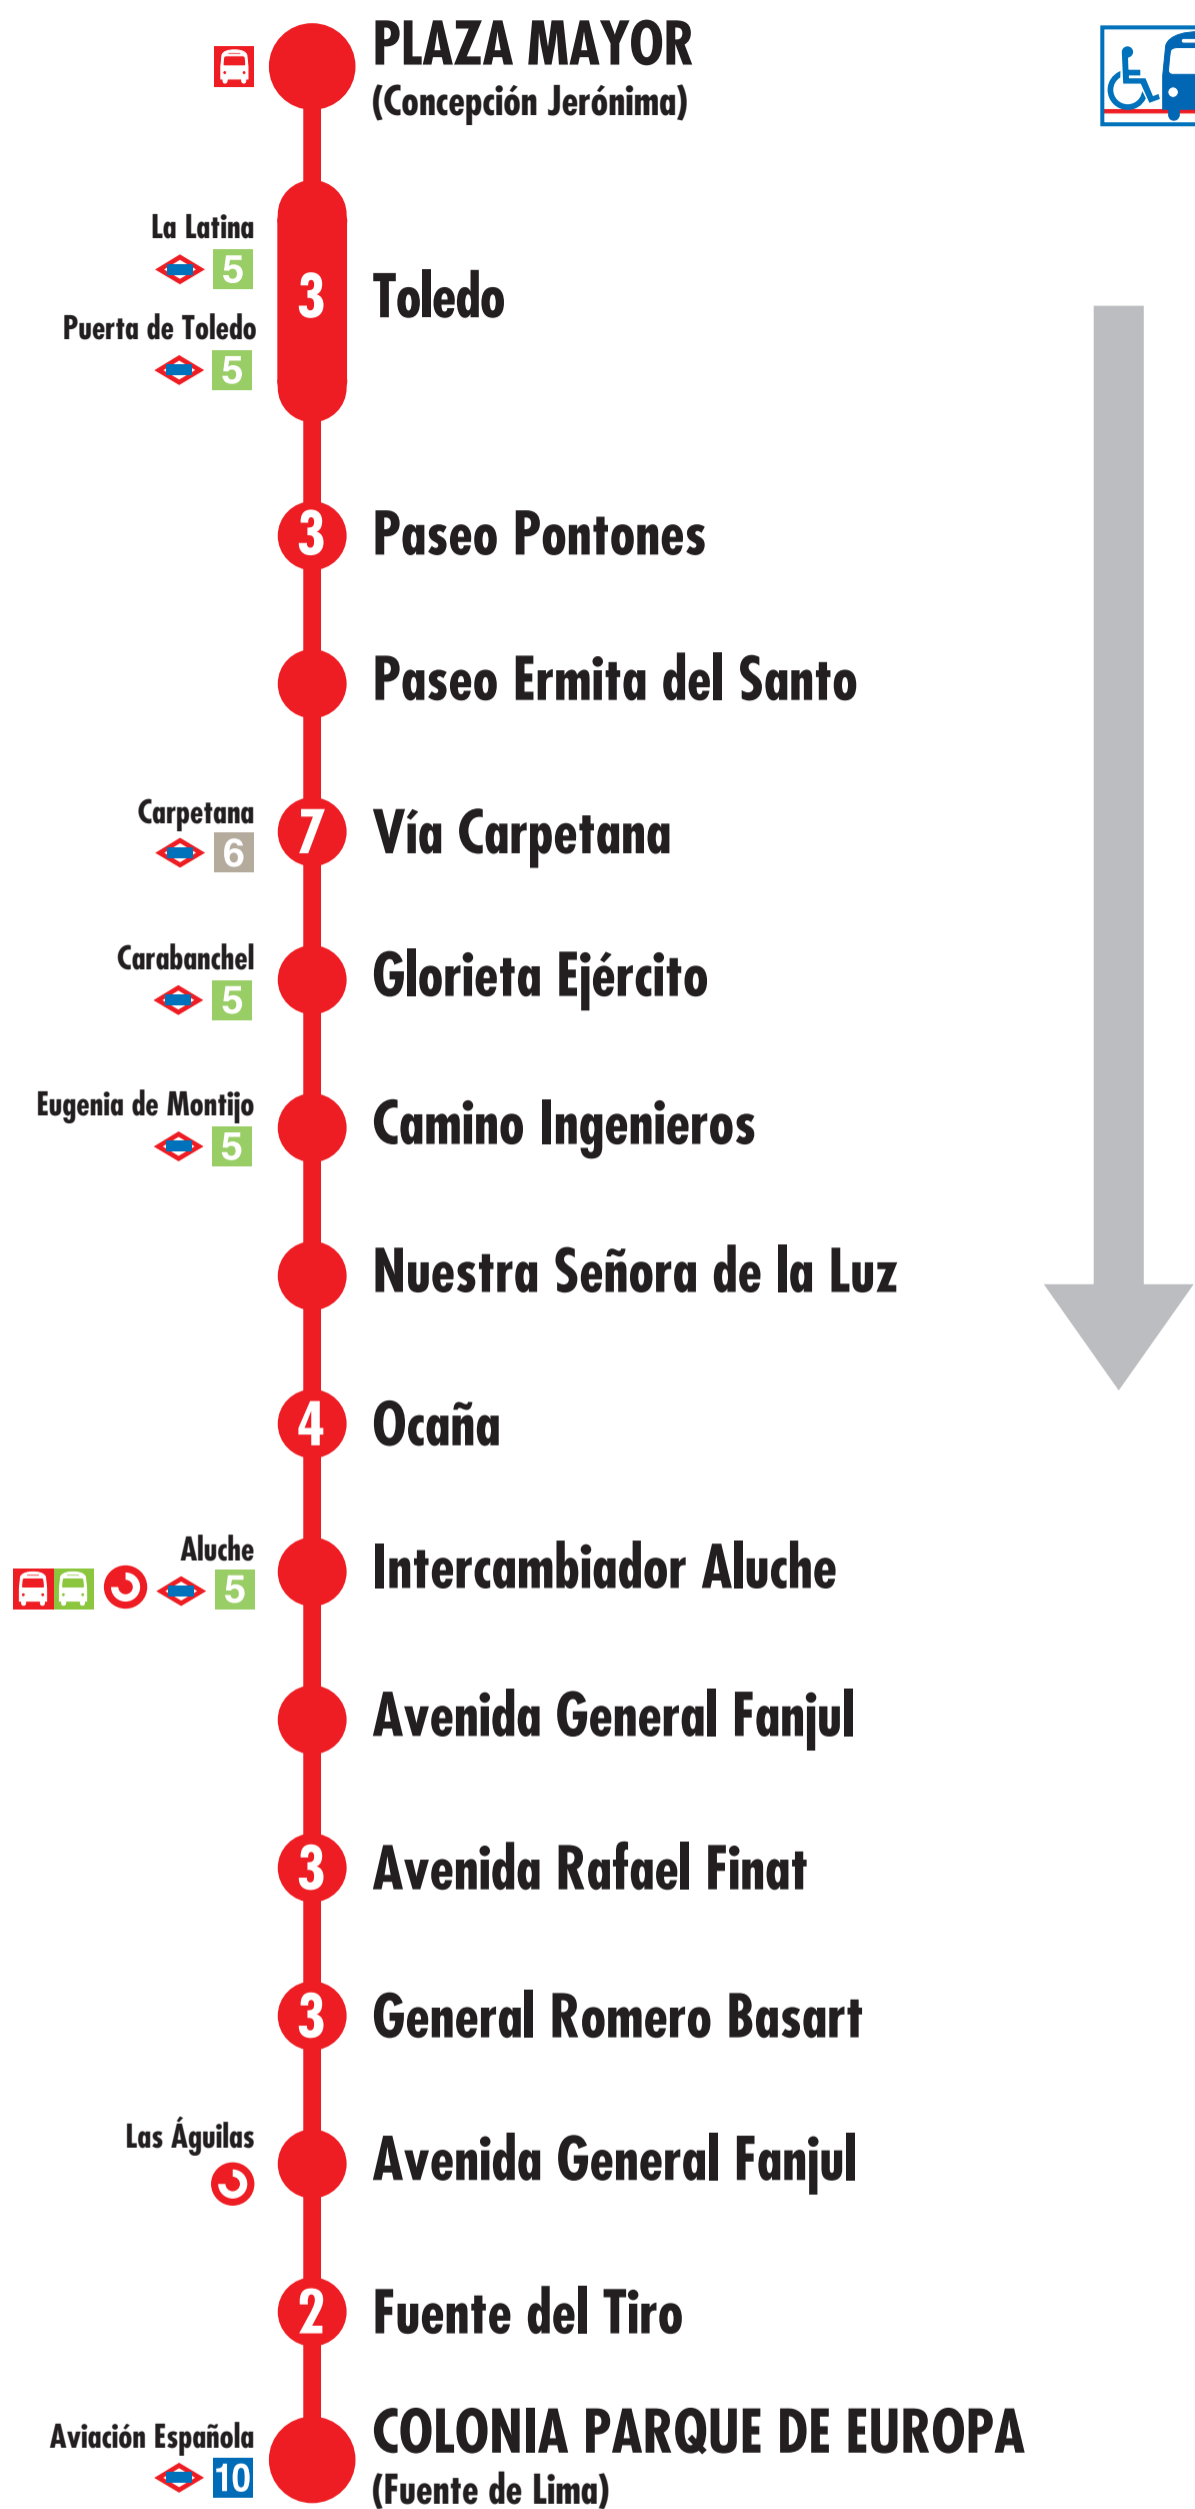 PLAZA MAYOR
(Concepción Jerónima)
La Latina
5
Puerta de Toledo
5
3
Toledo
3
Paseo Pontones
Paseo Ermita del Santo
Carpetana
6
7
Vía Carpetana
Carabanchel
5
Glorieta Ejército
Eugenia de Montijo
5
Camino Ingenieros
Nuestra Señora de la Luz
4
Ocaña
Aluche
5
Intercambiador Aluche
Avenida General Fanjul
3
Avenida Rafael Finat
3
General Romero Basart
Las Águilas
Avenida General Fanjul
2
Fuente del Tiro
Aviación Española
10
COLONIA PARQUE DE EUROPA
(Fuente de Lima)